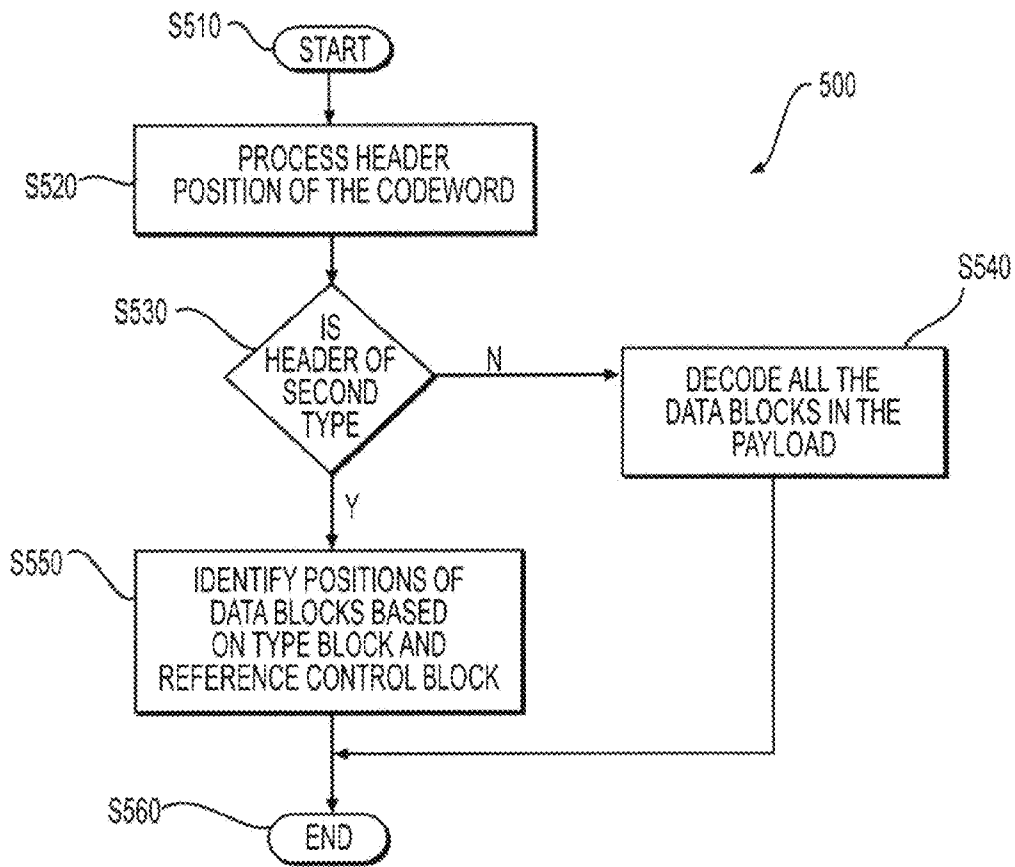 S510
START
500
S520
PROCESS HEADER
POSITION OF THE CODEWORD
S530
IS
HEADER OF
SECOND
TYPE
N
S540
DECODE ALL THE
DATA BLOCKS IN THE
PAYLOAD
Y
S550
IDENTIFY POSITIONS OF
DATA BLOCKS BASED
ON TYPE BLOCK AND
REFERENCE CONTROL BLOCK
S560
END